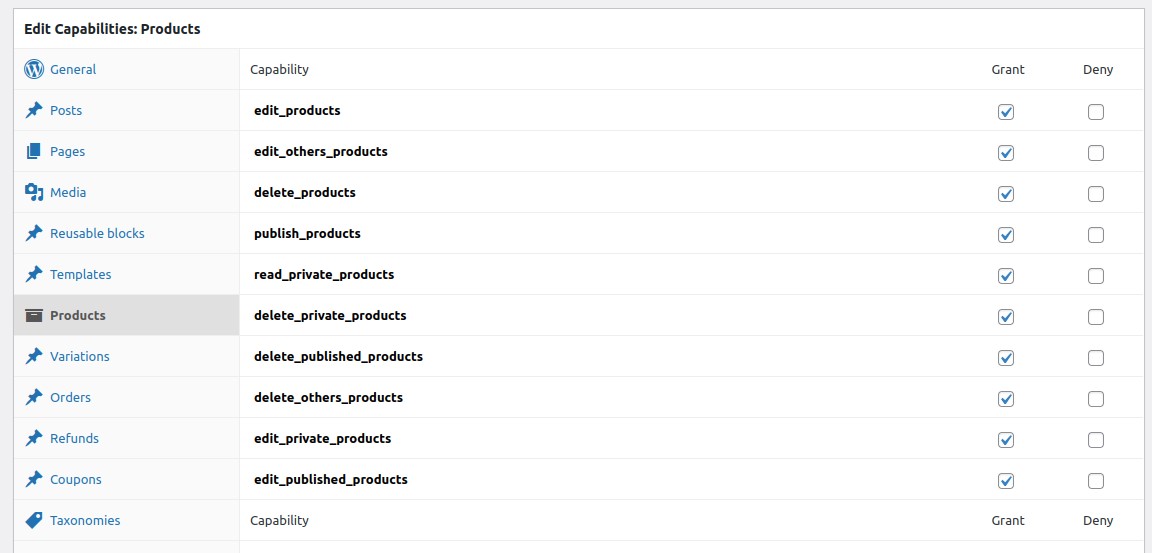 Edit Capabilities: Products
General Capability Grant Deny
Posts edit_products
Pages edit_others_products
Media delete_products
Reusable blocks publish_products
Templates read_private_products
Products delete_private_products
Variations delete_published_products
Orders delete_others_products
Refunds edit_private_products
Coupons edit_published_products
Taxonomies Capability Grant Deny